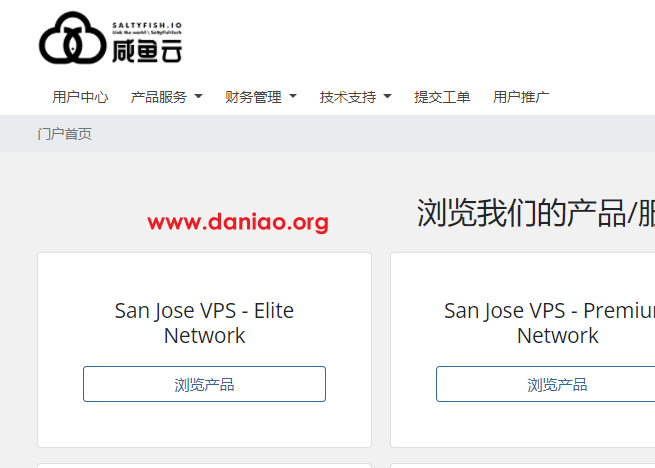 SALTYFISH.IO
Link the world \ SaltyfishTech
咸鱼云
用户中心 产品服务 财务管理 技术支持 提交工单 用户推广
门户首页
www.daniao.org
浏览我们的产品/服
San Jose VPS - Elite
Network
浏览产品
San Jose VPS - Premium
Network
浏览产品